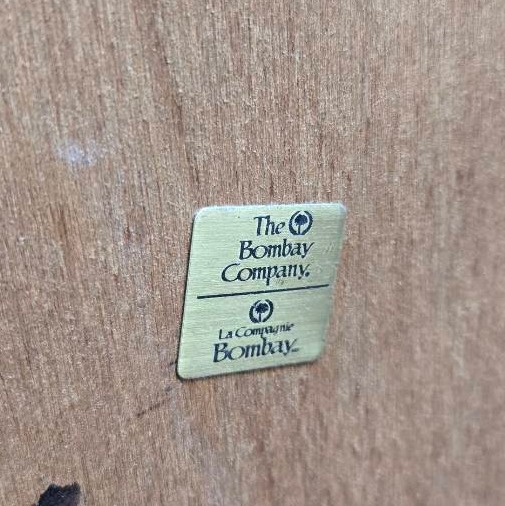 The
Bombay
Company.
La Compagnie
Bombay